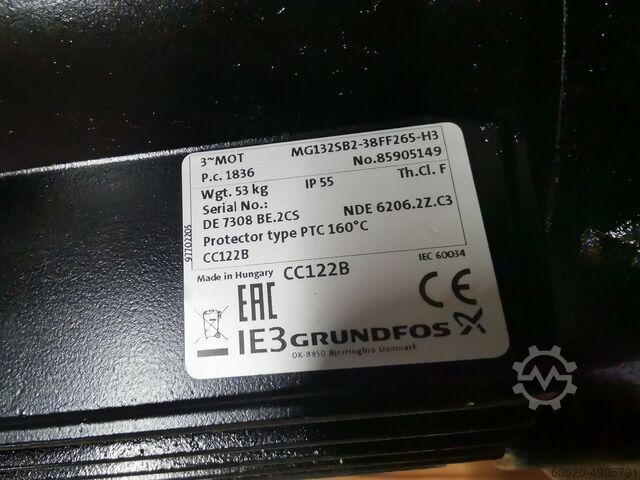 3~MOT MG132SB2-38FF265-H3
P.c. 1836 No.85905149
Wgt. 53 kg IP 55 Th.Cl. F
Serial No.:
DE 7308 BE.2CS NDE 6206.2Z.C3
Protector type PTC 160°C
CC122B IEC 60034
Made in Hungary CC122B
EAC CE
IE3 GRUNDFOS
DK-8850 Bjerringbro Danmark
97702205
60620-4906731